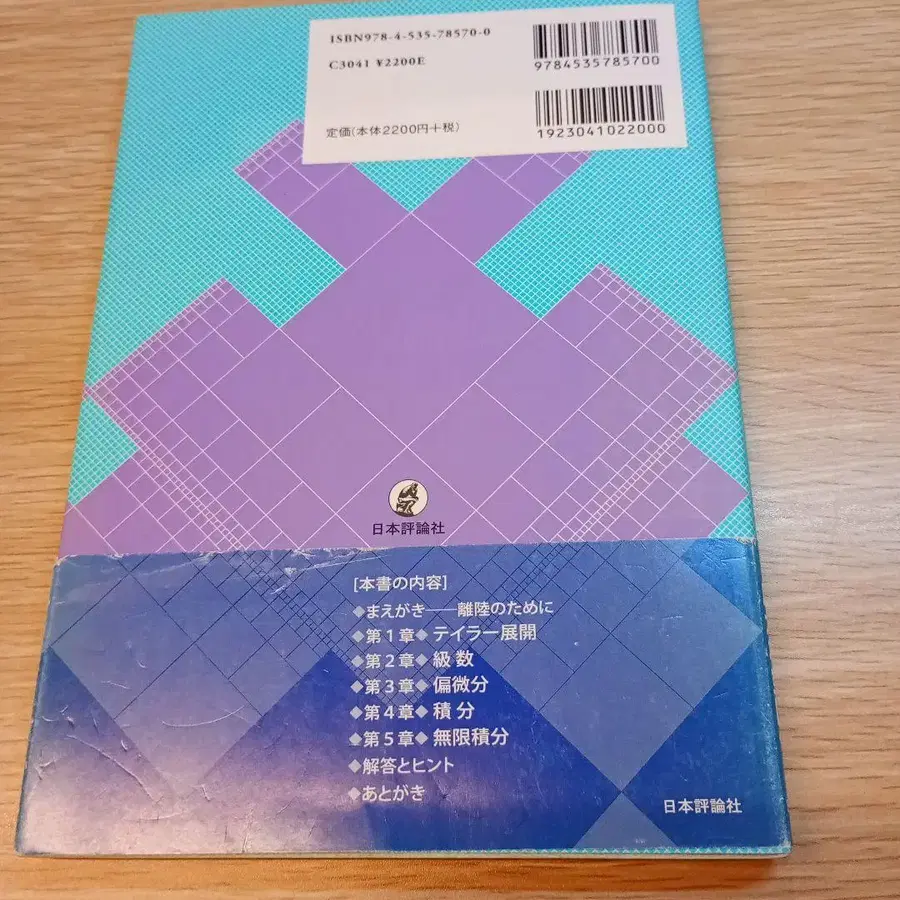 ISBN978-4-535-78570-0
C3041 ¥2200E
定価(本体2200円+税)
9784535785700
1923041022000
日本評論社
[本書の内容]
◆まえがき——離陸のために
◆第1章◆ テイラー展開
◆第2章◆ 級数
◆第3章◆ 偏微分
◆第4章◆ 積分
◆第5章◆ 無限積分
◆解答とヒント
◆あとがき
日本評論社